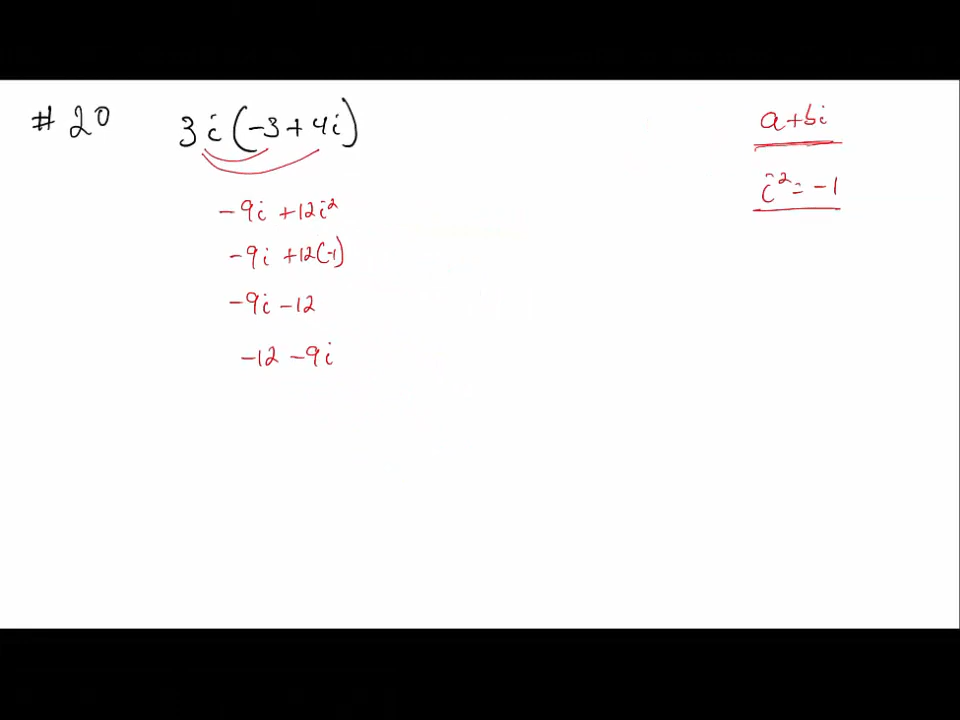 # 20 3i(-3+4i)
-9i +12i²
-9i +12(-1)
-9i -12
-12 -9i
a+bi
i²= -1